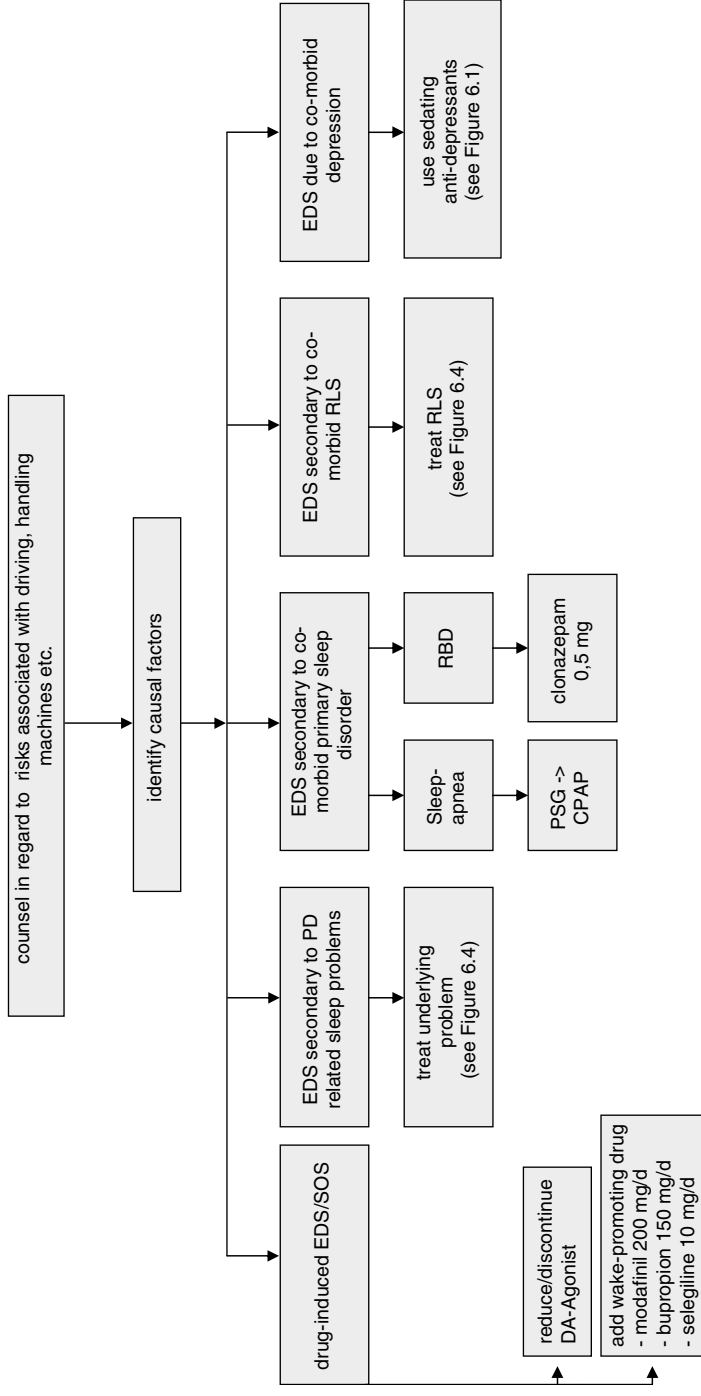 counsel in regard to risks associated with driving, handling
machines etc.
identify causal factors
drug-induced EDS/SOS
reduce/discontinue
DA-Agonist
add wake-promoting drug
- modafinil 200 mg/d
- bupropion 150 mg/d
- selegiline 10 mg/d
EDS secondary to PD
related sleep problems
treat underlying
problem
(see Figure 6.4)
EDS secondary to co-
morbid primary sleep
disorder
Sleep-
apnea
PSG ->
CPAP
RBD
clonazepam
0,5 mg
EDS secondary to co-
morbid RLS
treat RLS
(see Figure 6.4)
EDS due to co-morbid
depression
use sedating
anti-depressants
(see Figure 6.1)